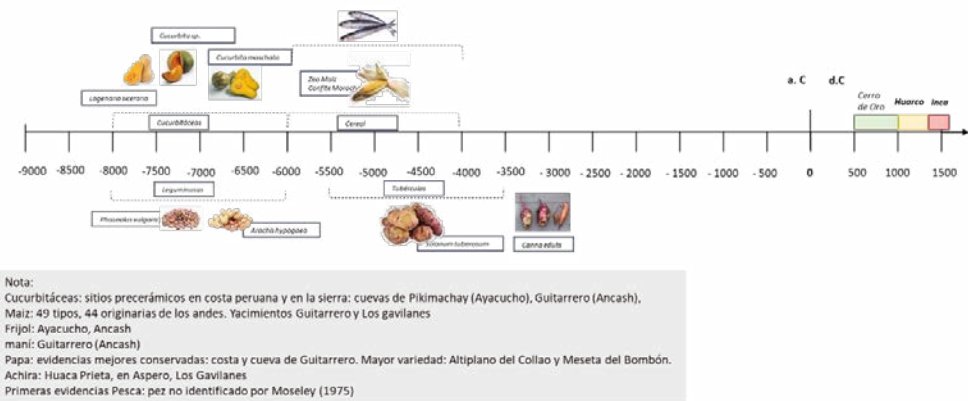 Cucurbita sp.
Cucurbita moschata
Lagenaria siceraria
Zea Maiz
Confite Moroch
a. C d.C
Cerro de Oro Huarco Inca
Cucurbitáceas Cereal
-9000 -8500 -8000 -7500 -7000 -6500 -6000 -5500 -5000 -4500 -4000 -3500 -3000 -2500 -2000 -1500 -1000 -500 0 500 1000 1500
Leguminosas Tubérculos
Phaseolus vulgaris
Arachis hypogaea
Solanum tuberosum
Canna edulis
Nota:
Cucurbitáceas: sitios precerámicos en costa peruana y en la sierra: cuevas de Pikimachay (Ayacucho), Guitarrero (Ancash),
Maiz: 49 tipos, 44 originarias de los andes. Yacimientos Guitarrero y Los gavilanes
Frijol: Ayacucho, Ancash
maní: Guitarrero (Ancash)
Papa: evidencias mejores conservadas: costa y cueva de Guitarrero. Mayor variedad: Altiplano del Collao y Meseta del Bombón.
Achira: Huaca Prieta, en Aspero, Los Gavilanes
Primeras evidencias Pesca: pez no identificado por Moseley (1975)